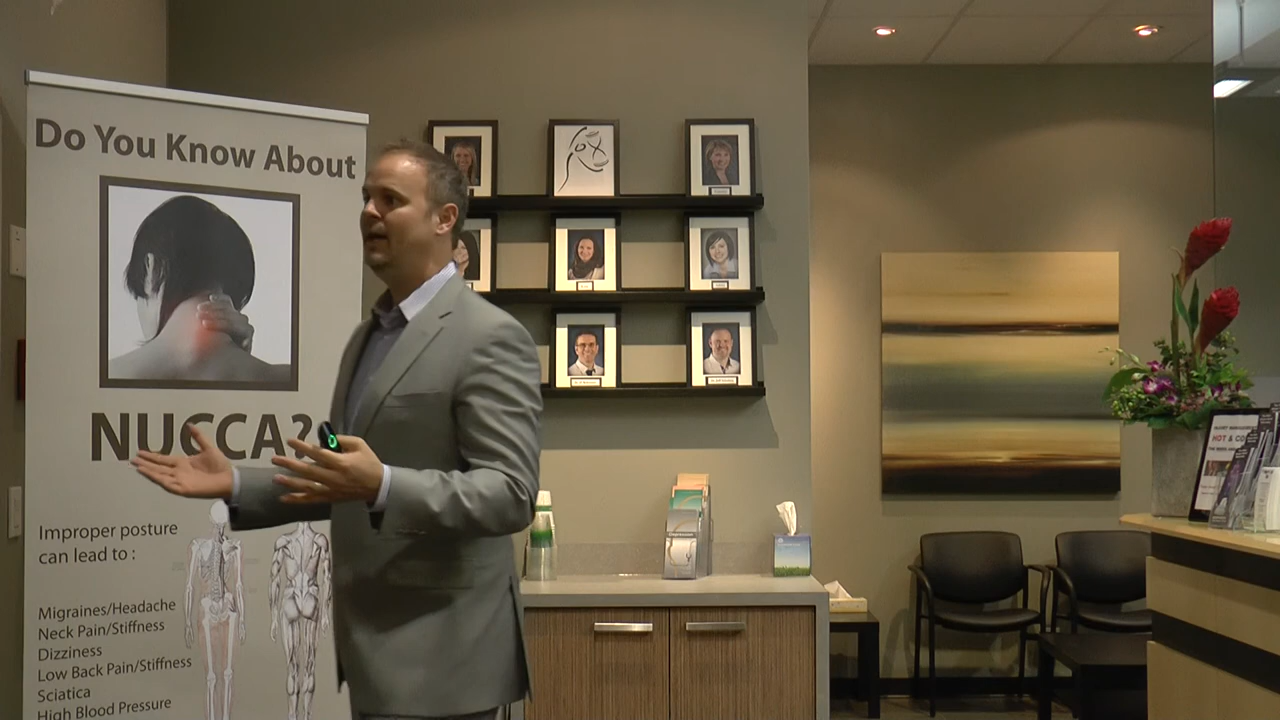 Do You Know About
NUCCA?
Improper posture
can lead to :
Migraines/Headache
Neck Pain/Stiffness
Dizziness
Low Back Pain/Stiffness
Sciatica
High Blood Pressure
HOT & CO